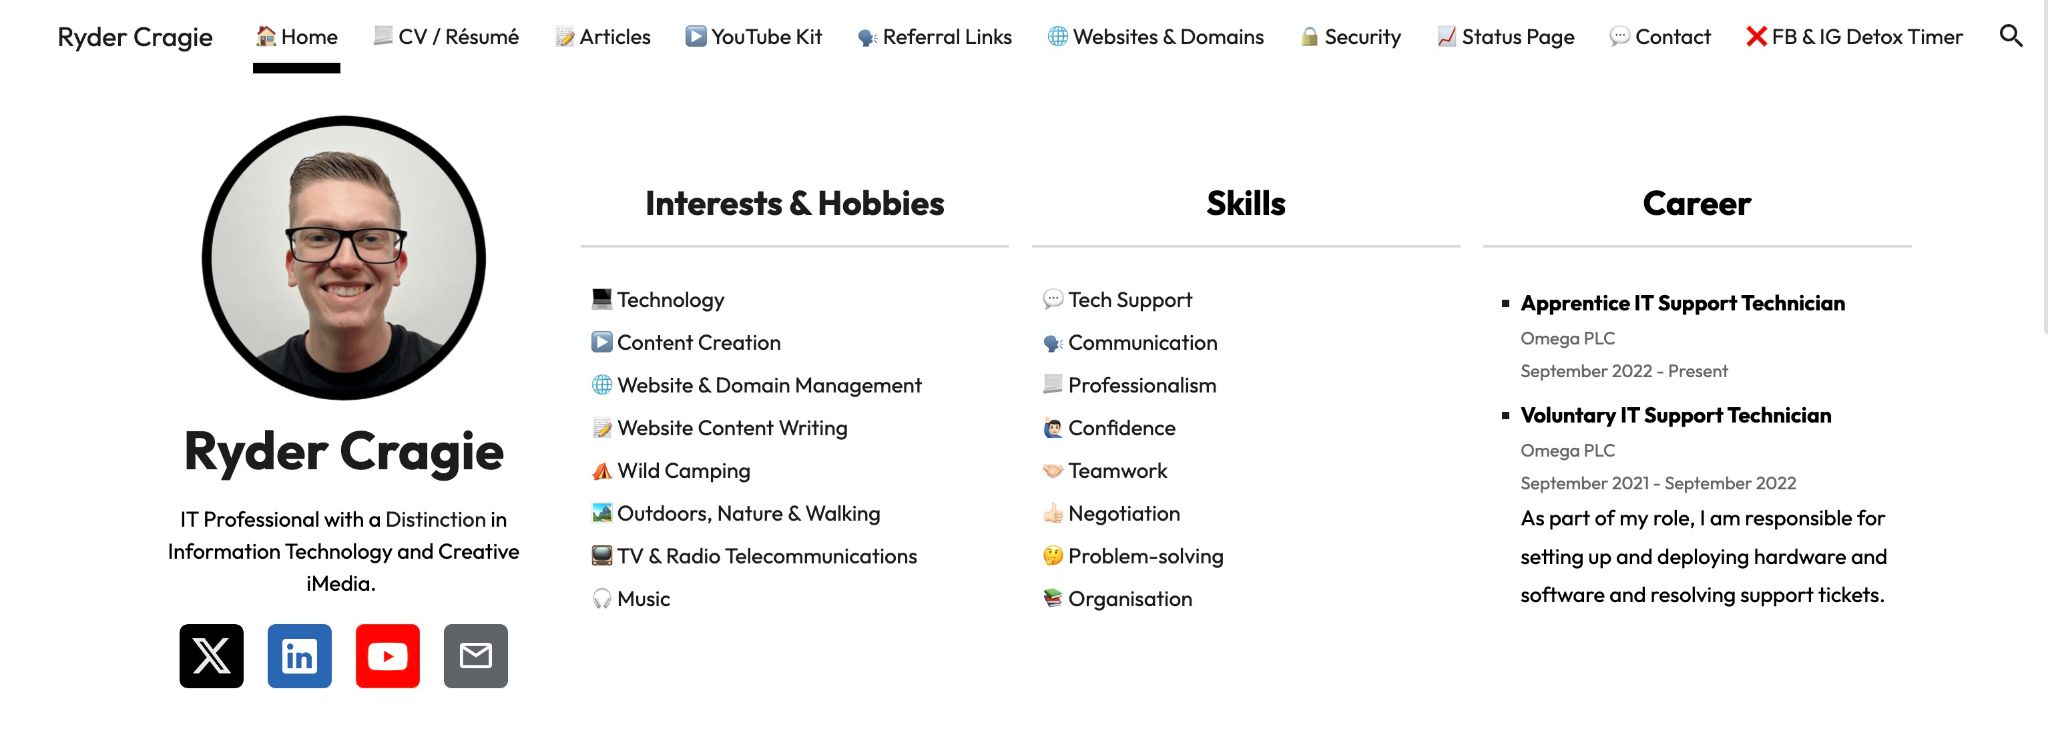 Ryder Cragie
Home
CV / Résumé
Articles
YouTube Kit
Referral Links
Websites & Domains
Security
Status Page
Contact
FB & IG Detox Timer
Ryder Cragie
IT Professional with a Distinction in
Information Technology and Creative
iMedia.
X
in
Interests & Hobbies
Technology
Content Creation
Website & Domain Management
Website Content Writing
Wild Camping
Outdoors, Nature & Walking
TV & Radio Telecommunications
Music
Skills
Tech Support
Communication
Professionalism
Confidence
Teamwork
Negotiation
Problem-solving
Organisation
Career
Apprentice IT Support Technician
Omega PLC
September 2022 - Present
Voluntary IT Support Technician
Omega PLC
September 2021 - September 2022
As part of my role, I am responsible for
setting up and deploying hardware and
software and resolving support tickets.